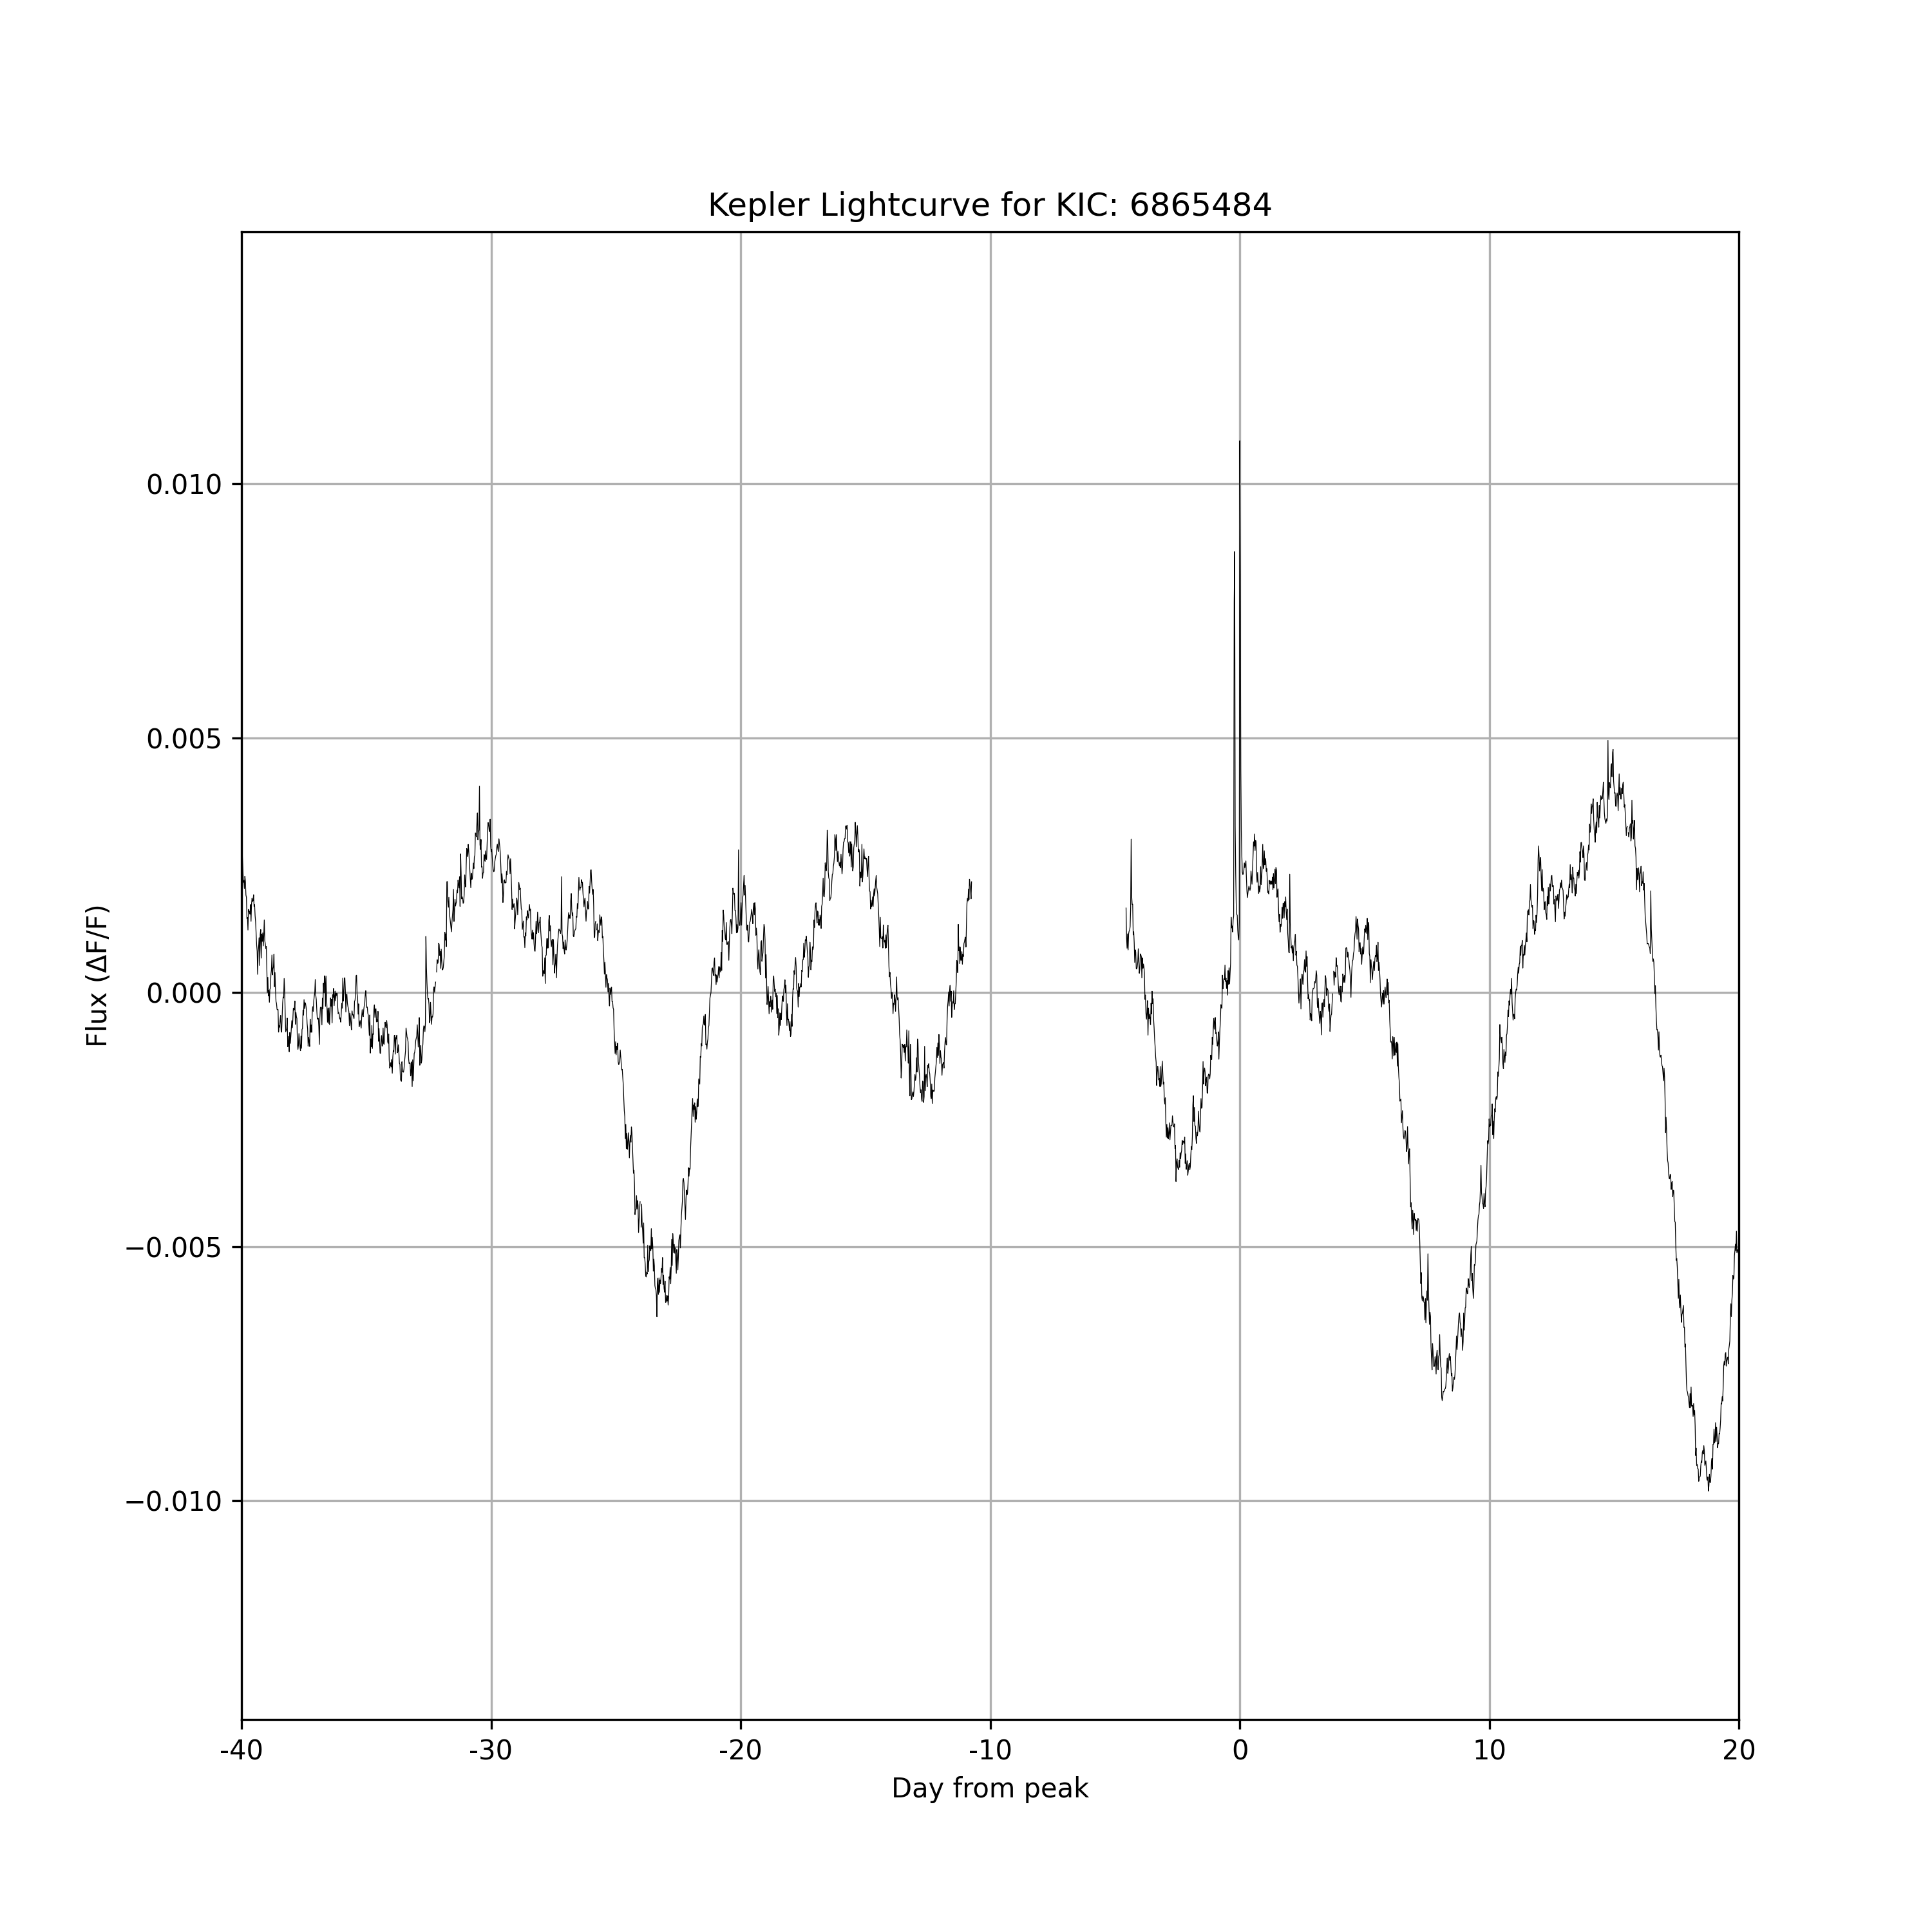 Kepler Lightcurve for KIC: 6865484
0.010
0.005
0.000
−0.005
−0.010
Flux (ΔF/F)
-40 -30 -20 -10 0 10 20
Day from peak